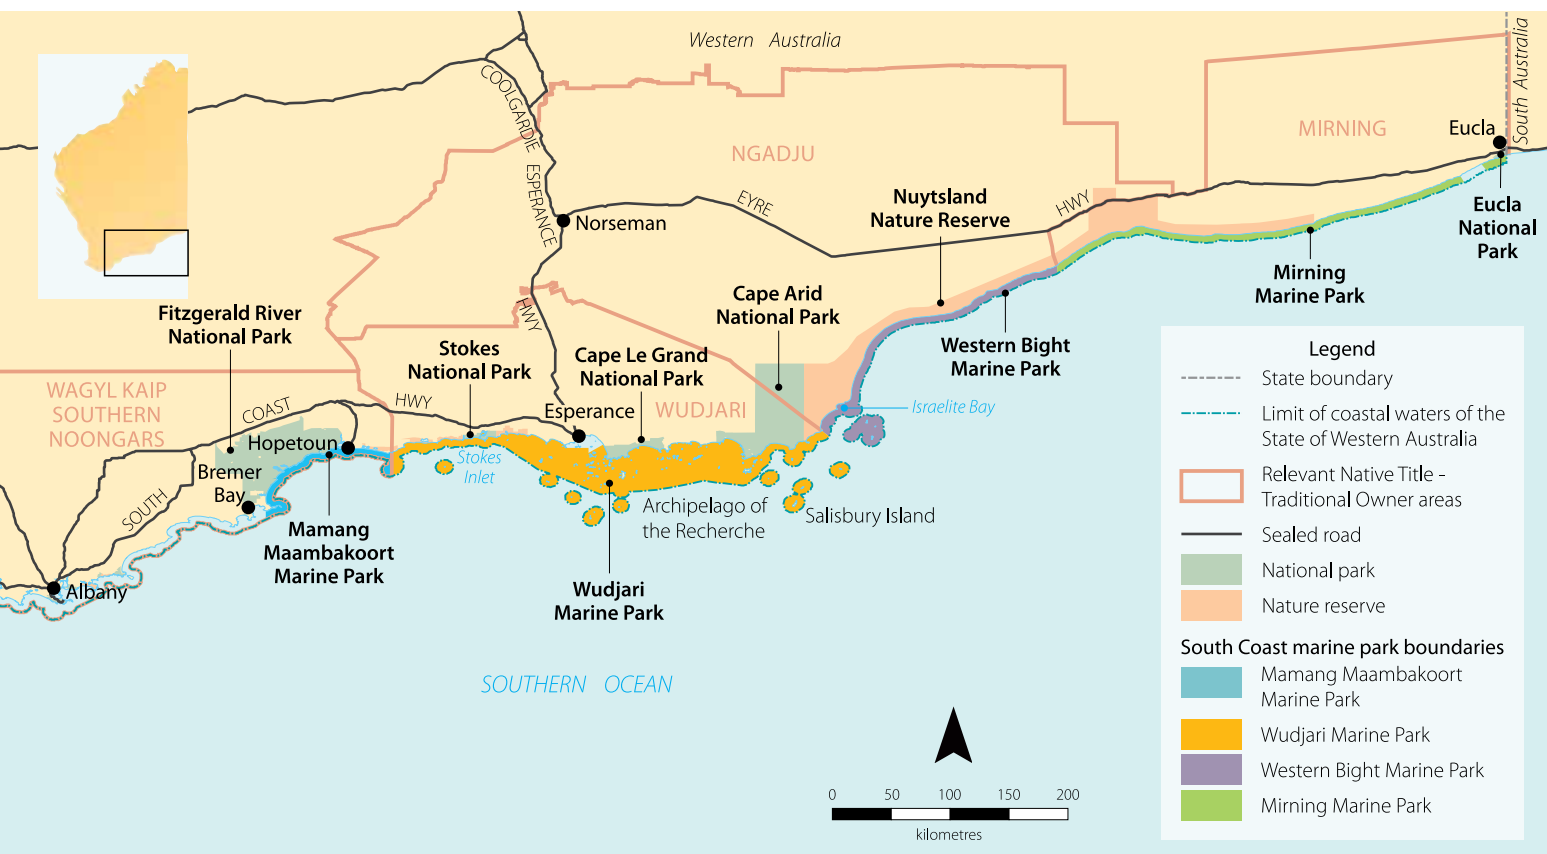 Western Australia
South Australia
COOLGARDIE ESPERANCE HWY
MIRNING
Eucla
NGADJU
EYRE HWY
Nuytsland
Nature Reserve
Norseman
Eucla
National
Park
Mirning
Marine Park
Cape Arid
National Park
Fitzgerald River
National Park
Western Bight
Marine Park
Stokes
National Park
Cape Le Grand
National Park
WAGYL KAIP
SOUTHERN
NOONGARS
SOUTH COAST HWY
Esperance
WUDJARI
Israelite Bay
Hopetoun
Bremer
Bay
Stokes
Inlet
Archipelago of
the Recherche
Salisbury Island
Mamang
Maambakoort
Marine Park
Wudjari
Marine Park
Albany
SOUTHERN OCEAN
0 50 100 150 200
kilometres
Legend
State boundary
Limit of coastal waters of the
State of Western Australia
Relevant Native Title -
Traditional Owner areas
Sealed road
National park
Nature reserve
South Coast marine park boundaries
Mamang Maambakoort
Marine Park
Wudjari Marine Park
Western Bight Marine Park
Mirning Marine Park